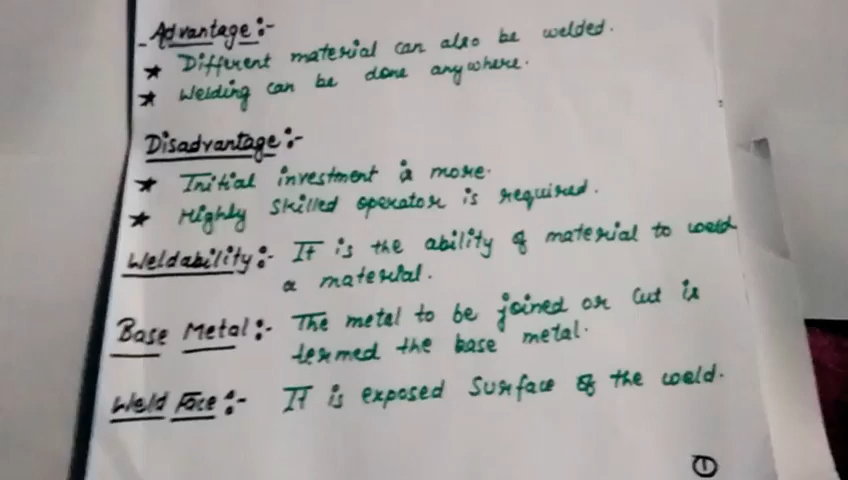 Advantage:-
★ Different material can also be welded.
★ Welding can be done anywhere.
Disadvantage:-
★ Initial investment is more.
★ Highly skilled operator is required.
Weldability:- It is the ability of material to weld
a material.
Base Metal:- The metal to be joined or cut is
termed the base metal.
Weld Face:- It is exposed surface of the weld.
1